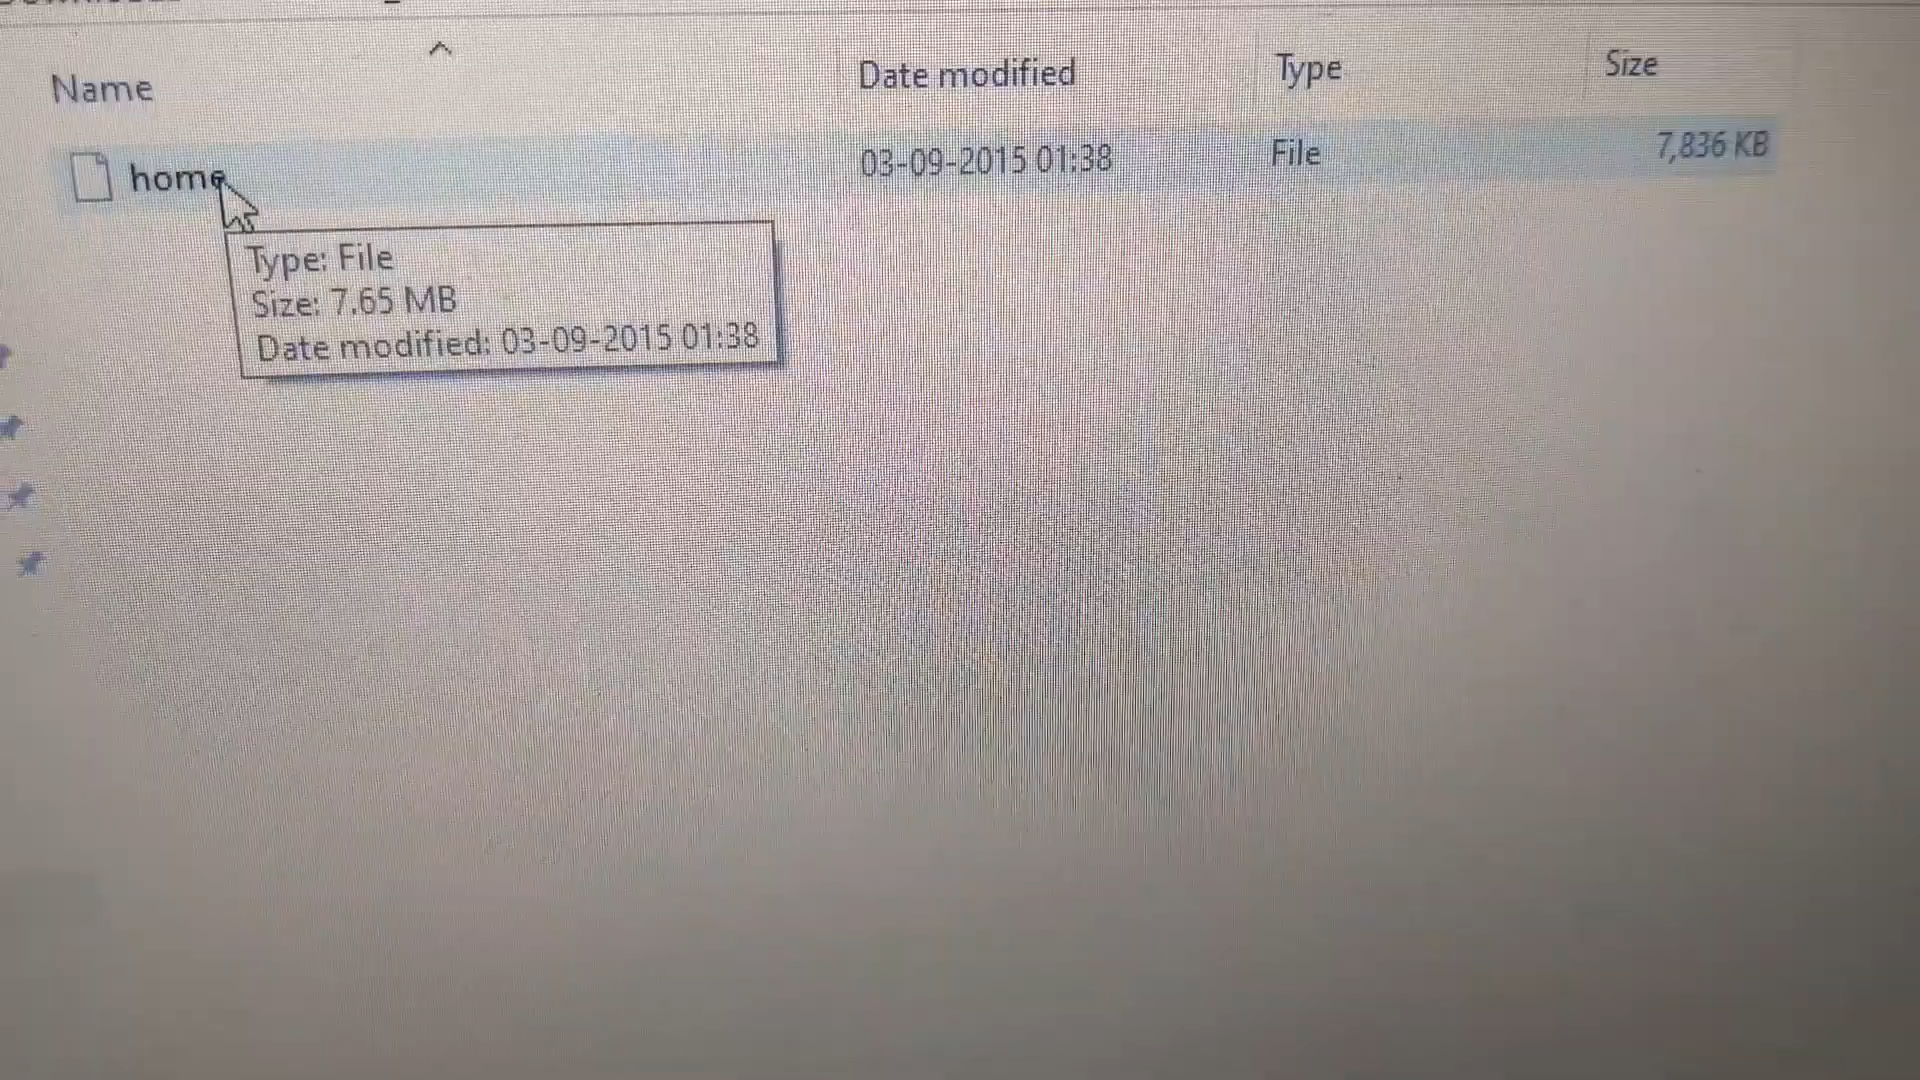 Name Date modified Type Size
home 03-09-2015 01:38 File 7,836 KB
Type: File
Size: 7.65 MB
Date modified: 03-09-2015 01:38